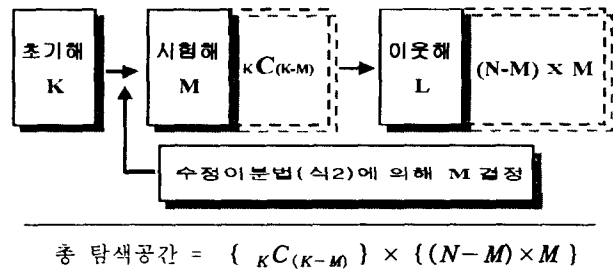 초기해 K
시험해 M
KC(K-M)
이웃해 L
(N-M) x M
수정이분법(식2)에 의해 M 결정
총 탐색공간 = { KC(K-M) } × {(N-M)×M }